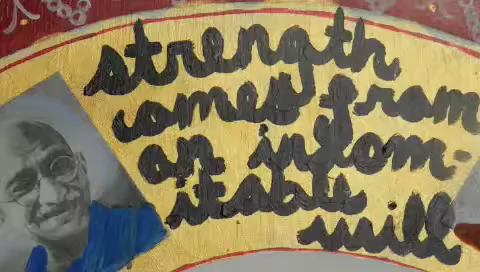 strength
comes from
an indom-
itable
will